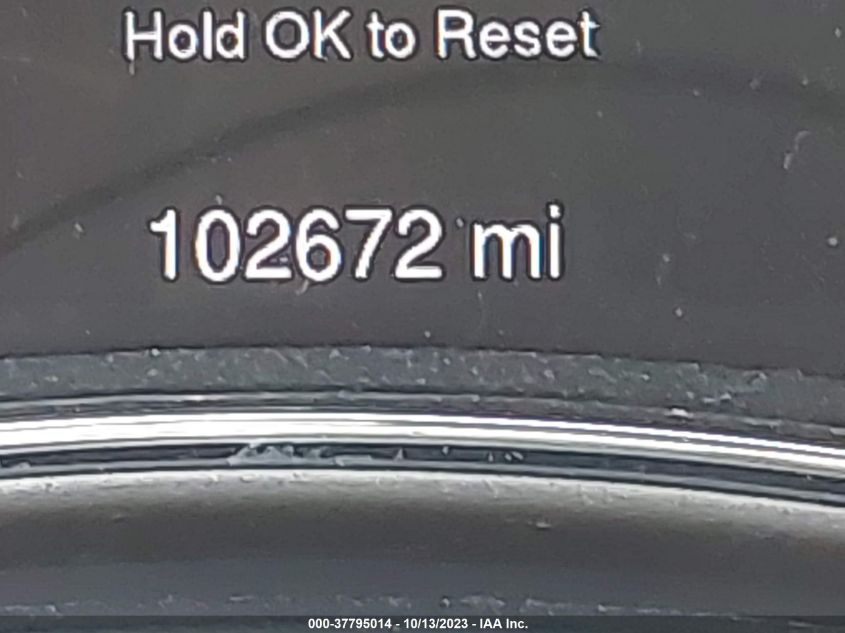 Hold OK to Reset
102672 mi
000-37795014 - 10/13/2023 - IAA Inc.